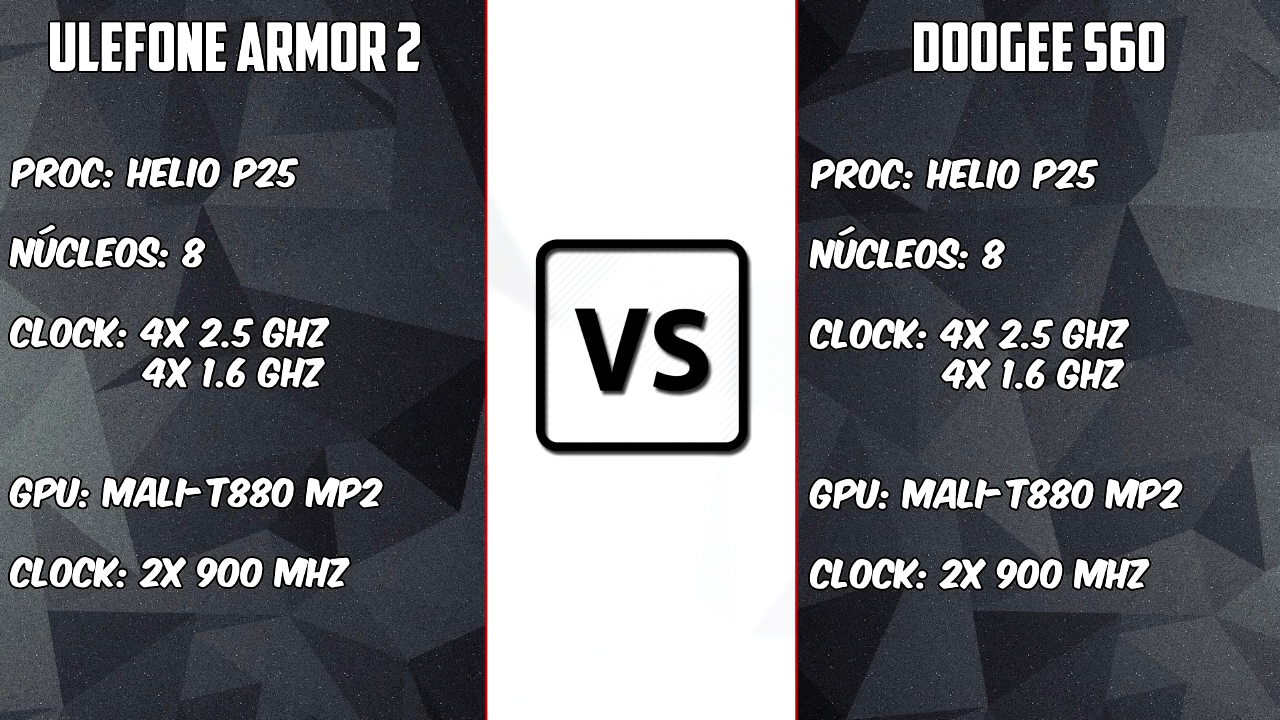 ULEFONE ARMOR 2
PROC: HELIO P25
NÚCLEOS: 8
CLOCK: 4X 2.5 GHZ
4X 1.6 GHZ
GPU: MALI-T880 MP2
CLOCK: 2X 900 MHZ
VS
DOOGEE S60
PROC: HELIO P25
NÚCLEOS: 8
CLOCK: 4X 2.5 GHZ
4X 1.6 GHZ
GPU: MALI-T880 MP2
CLOCK: 2X 900 MHZ